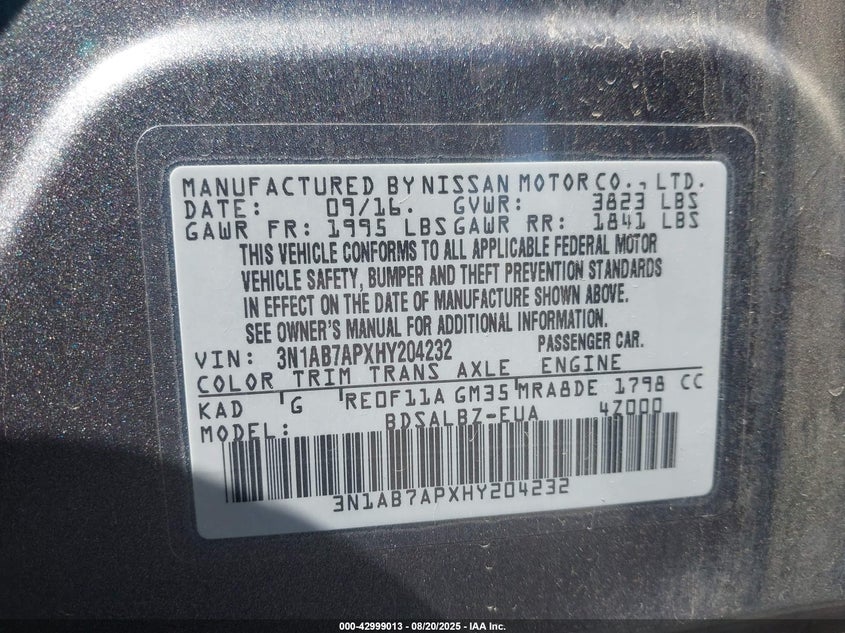 MANUFACTURED BY NISSAN MOTOR CO., LTD.
DATE: 09/16. GVWR: 3823 LBS
GAWR FR: 1995 LBS GAWR RR: 1841 LBS
THIS VEHICLE CONFORMS TO ALL APPLICABLE FEDERAL MOTOR
VEHICLE SAFETY, BUMPER AND THEFT PREVENTION STANDARDS
IN EFFECT ON THE DATE OF MANUFACTURE SHOWN ABOVE.
SEE OWNER'S MANUAL FOR ADDITIONAL INFORMATION.
VIN: 3N1AB7APXHY204232 PASSENGER CAR.
COLOR TRIM TRANS AXLE ENGINE
KAD G RE0F11A GM35 MRA8DE 1798 CC
MODEL: BDSALBZ-EUA 4Z000
3N1AB7APXHY204232
000-42999013 - 08/20/2025 - IAA Inc.